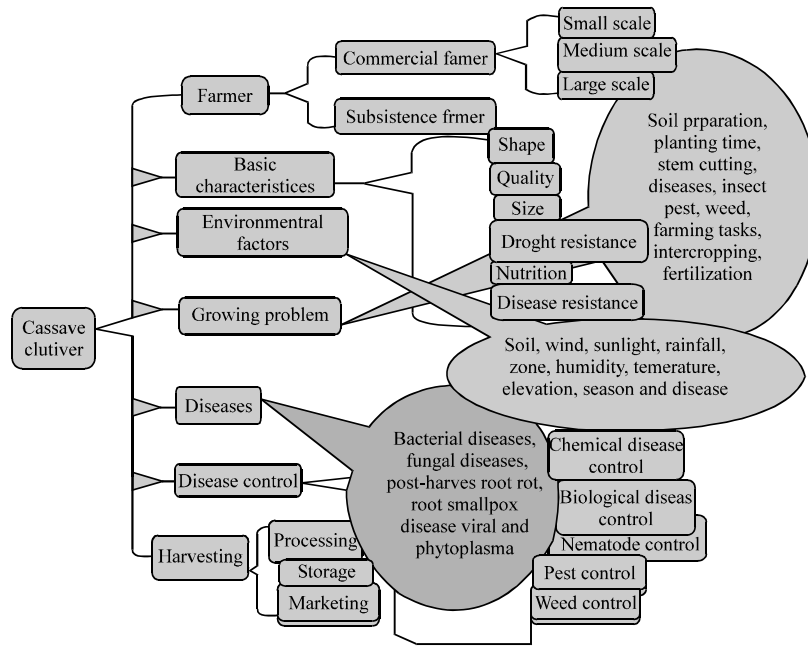 Cassave
clutiver
Farmer
Commercial famer
Small scale
Medium scale
Large scale
Subsistence frmer
Basic
characteristices
Shape
Quality
Size
Droght resistance
Nutrition
Disease resistance
Environmentral
factors
Soil, wind, sunlight, rainfall,
zone, humidity, temerature,
elevation, season and disease
Growing problem
Soil prparation,
planting time,
stem cutting,
diseases, insect
pest, weed,
farming tasks,
intercropping,
fertilization
Diseases
Bacterial diseases,
fungal diseases,
post-harves root rot,
root smallpox
disease viral and
phytoplasma
Disease control
Chemical disease
control
Biological diseas
control
Nematode control
Pest control
Weed control
Harvesting
Processing
Storage
Marketing